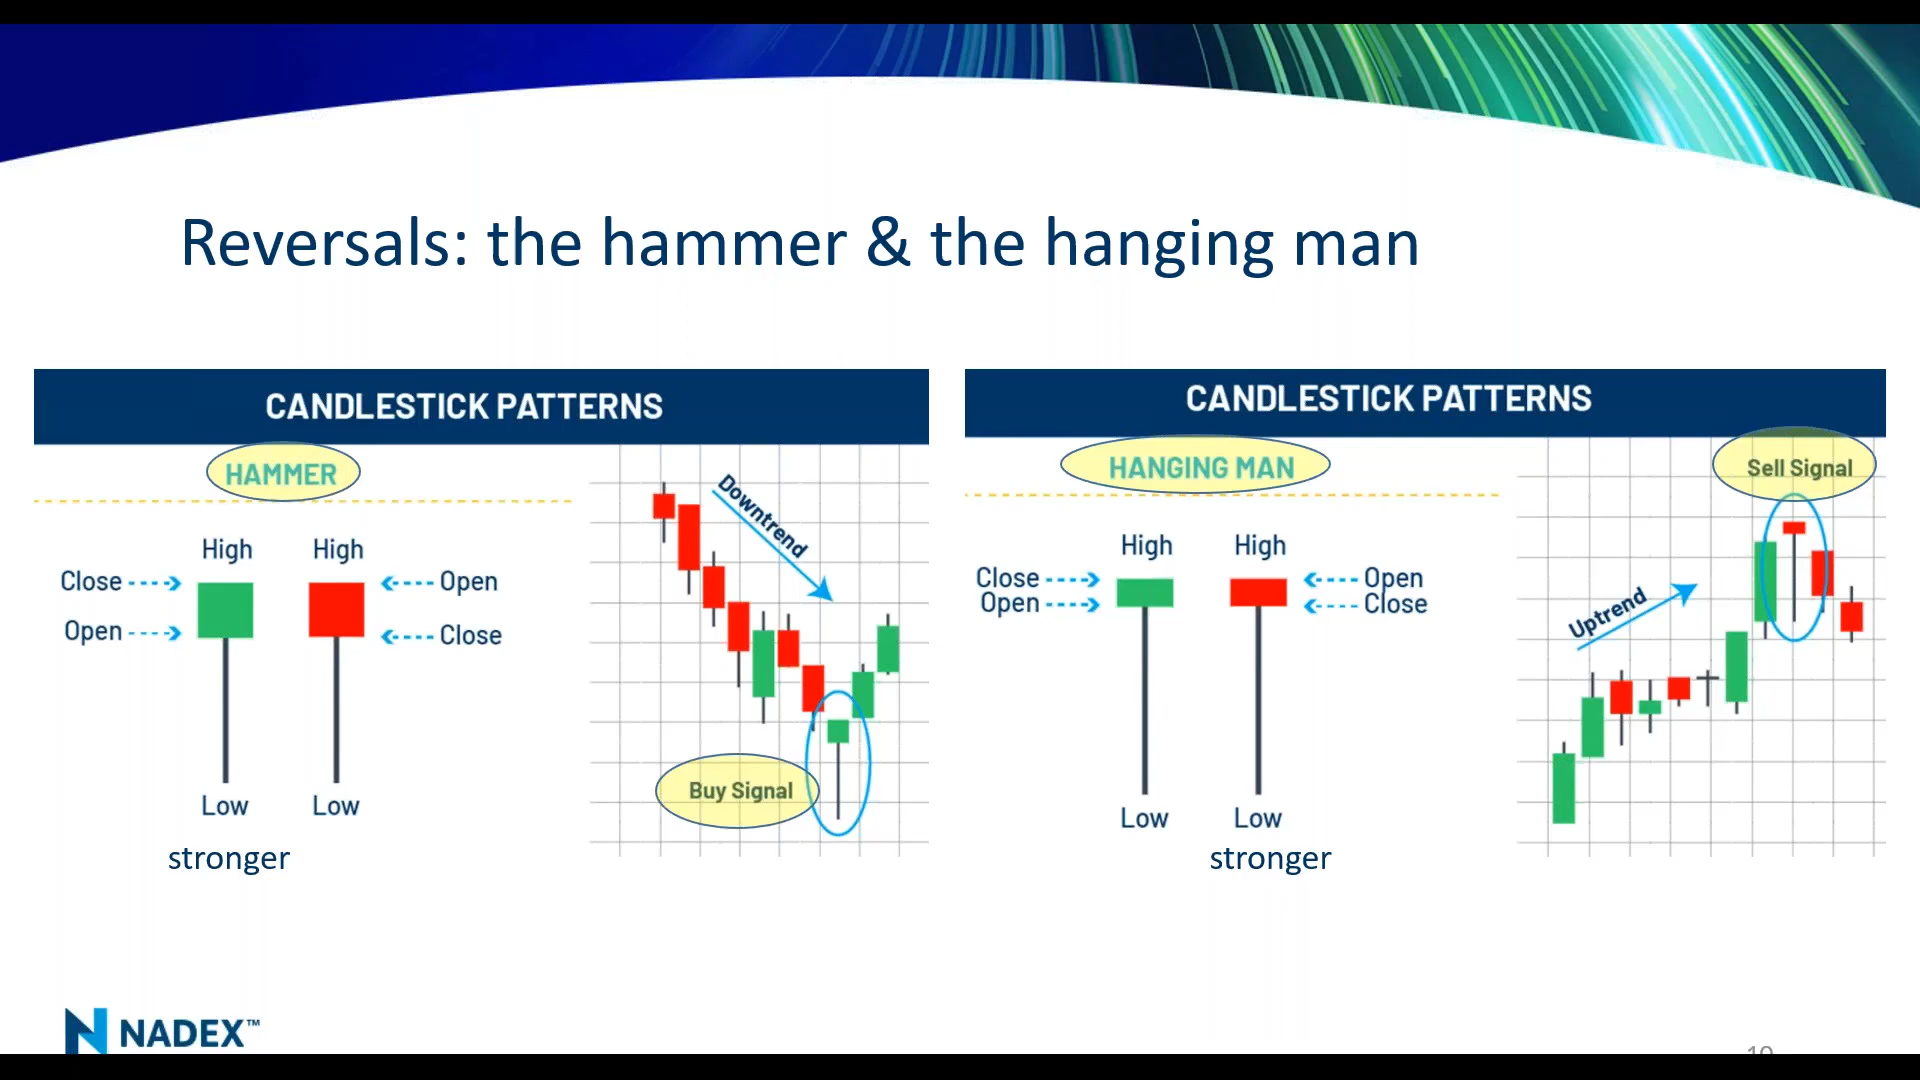 Reversals: the hammer & the hanging man
CANDLESTICK PATTERNS
HAMMER
High High
Close Open
Open Close
Low Low
stronger
Downtrend
Buy Signal
CANDLESTICK PATTERNS
HANGING MAN
High High
Close Open
Open Close
Low Low
stronger
Uptrend
Sell Signal
NADEX™